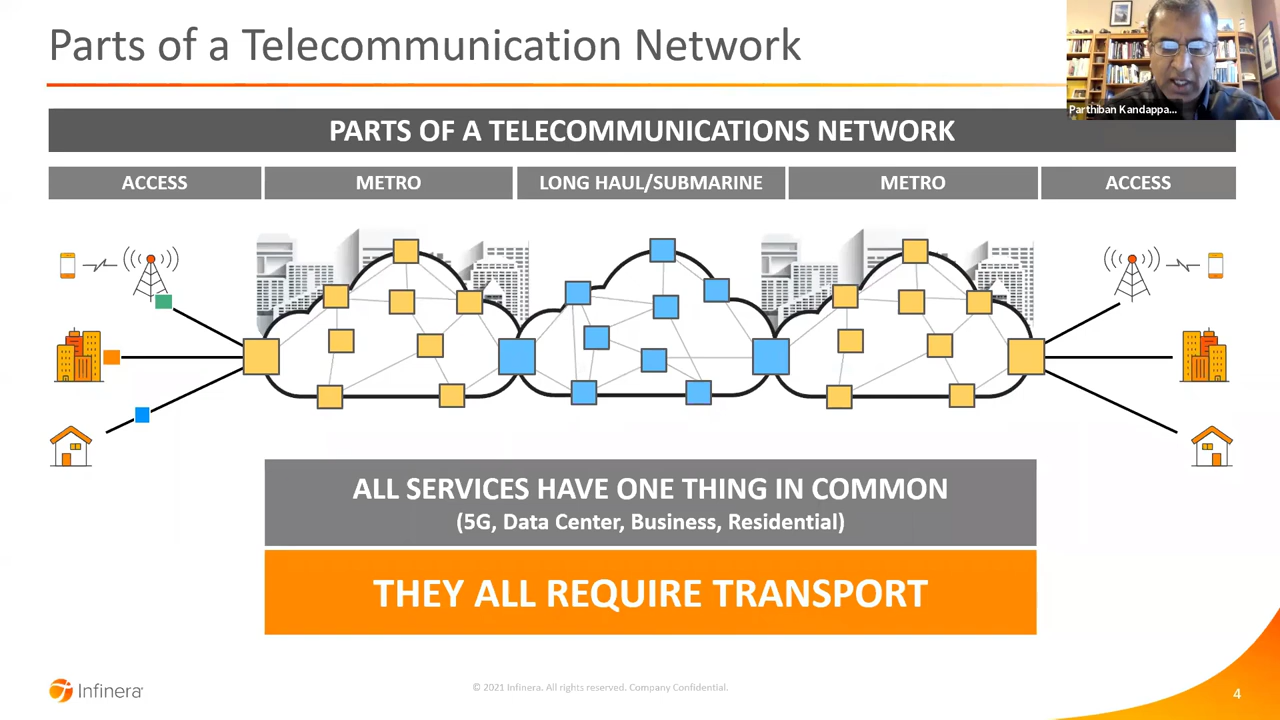 Parts of a Telecommunication Network
Parthiban Kandappa...
PARTS OF A TELECOMMUNICATIONS NETWORK
ACCESS
METRO
LONG HAUL/SUBMARINE
METRO
ACCESS
ALL SERVICES HAVE ONE THING IN COMMON
(5G, Data Center, Business, Residential)
THEY ALL REQUIRE TRANSPORT
Infinera
© 2021 Infinera. All rights reserved. Company Confidential.
4